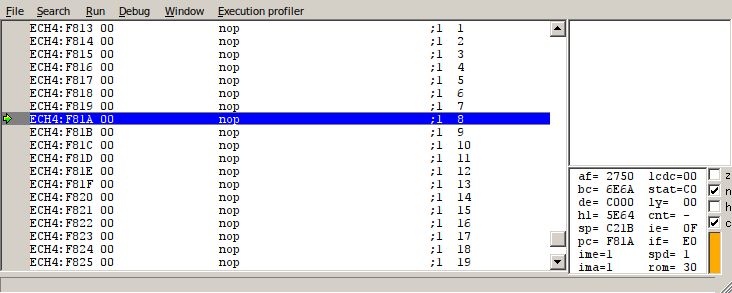 File Search Run Debug Window Execution profiler
ECH4:F813 00 nop ;1 1
ECH4:F814 00 nop ;1 2
ECH4:F815 00 nop ;1 3
ECH4:F816 00 nop ;1 4
ECH4:F817 00 nop ;1 5
ECH4:F818 00 nop ;1 6
ECH4:F819 00 nop ;1 7
ECH4:F81A 00 nop ;1 8
ECH4:F81B 00 nop ;1 9
ECH4:F81C 00 nop ;1 10
ECH4:F81D 00 nop ;1 11
ECH4:F81E 00 nop ;1 12
ECH4:F81F 00 nop ;1 13
ECH4:F820 00 nop ;1 14
ECH4:F821 00 nop ;1 15
ECH4:F822 00 nop ;1 16
ECH4:F823 00 nop ;1 17
ECH4:F824 00 nop ;1 18
ECH4:F825 00 nop ;1 19
af= 2750 lcdc=00
bc= 6E6A stat=C0
de= C000 ly= 00
hl= 5E64 cnt= -
sp= C21B ie= 0F
pc= F81A if= E0
ime=1 spd= 1
ima=1 rom= 30
z
n
h
c